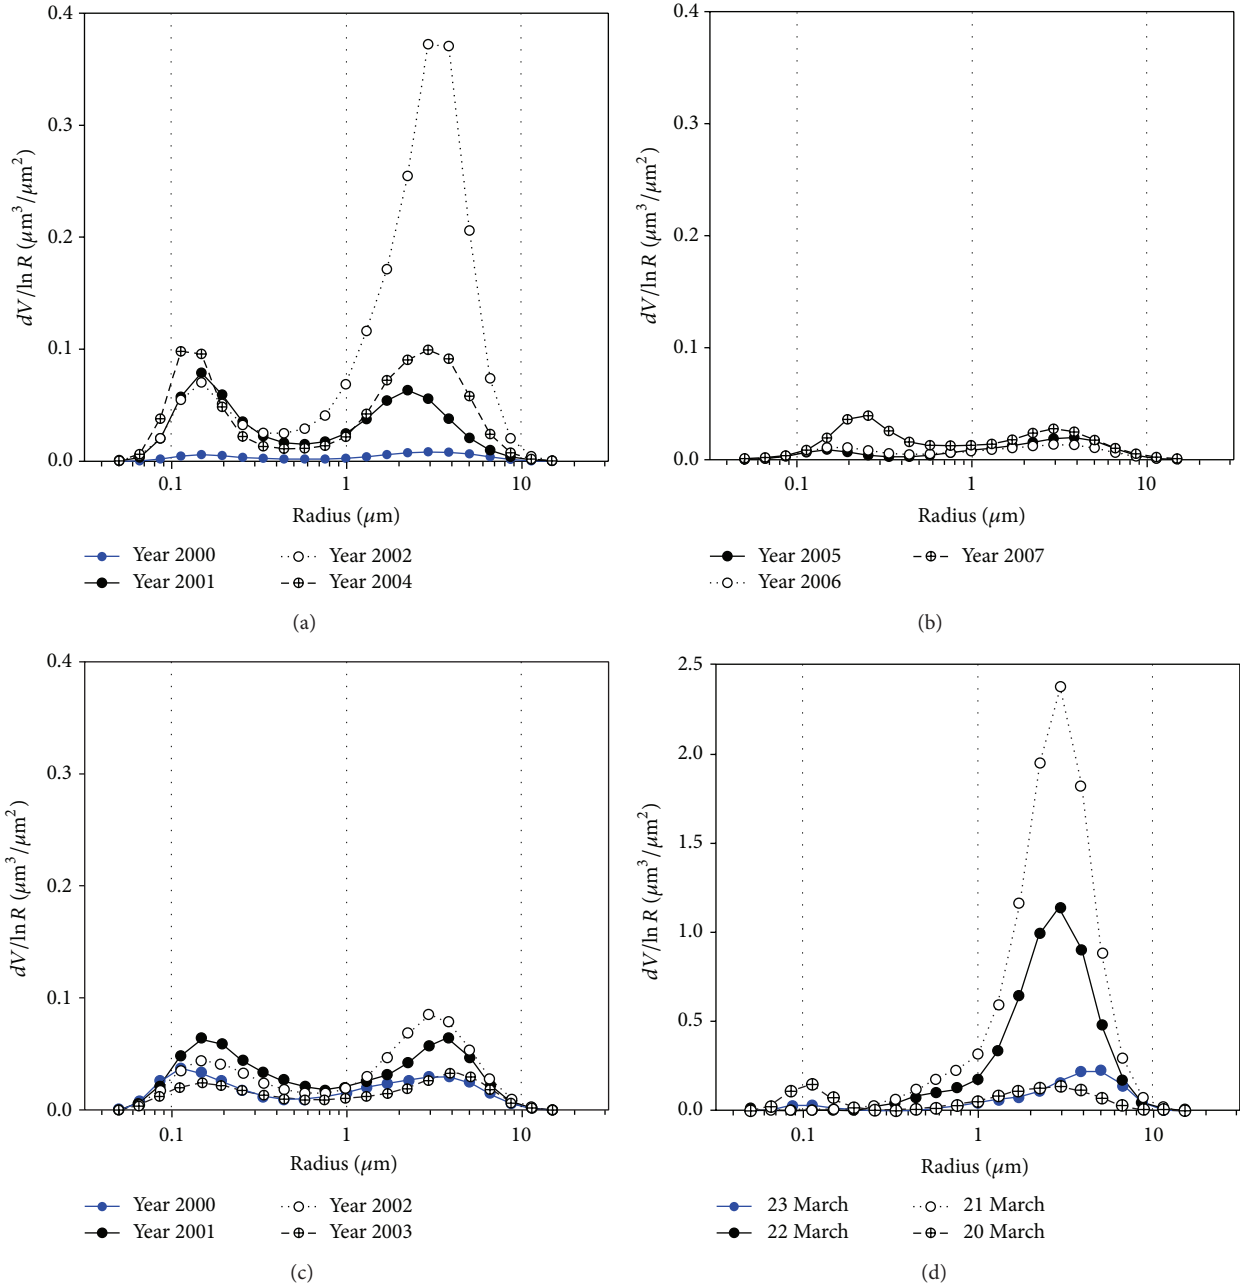 0.4
0.3
0.2
0.1
0.0
dV/ln R (μm³/μm²)
0.1 1 10
Radius (μm)
Year 2000 Year 2002
Year 2001 Year 2004
(a)
0.4
0.3
0.2
0.1
0.0
dV/ln R (μm³/μm²)
0.1 1 10
Radius (μm)
Year 2005 Year 2007
Year 2006
(b)
0.4
0.3
0.2
0.1
0.0
dV/ln R (μm³/μm²)
0.1 1 10
Radius (μm)
Year 2000 Year 2002
Year 2001 Year 2003
(c)
2.5
2.0
1.5
1.0
0.5
0.0
dV/ln R (μm³/μm²)
0.1 1 10
Radius (μm)
23 March 21 March
22 March 20 March
(d)